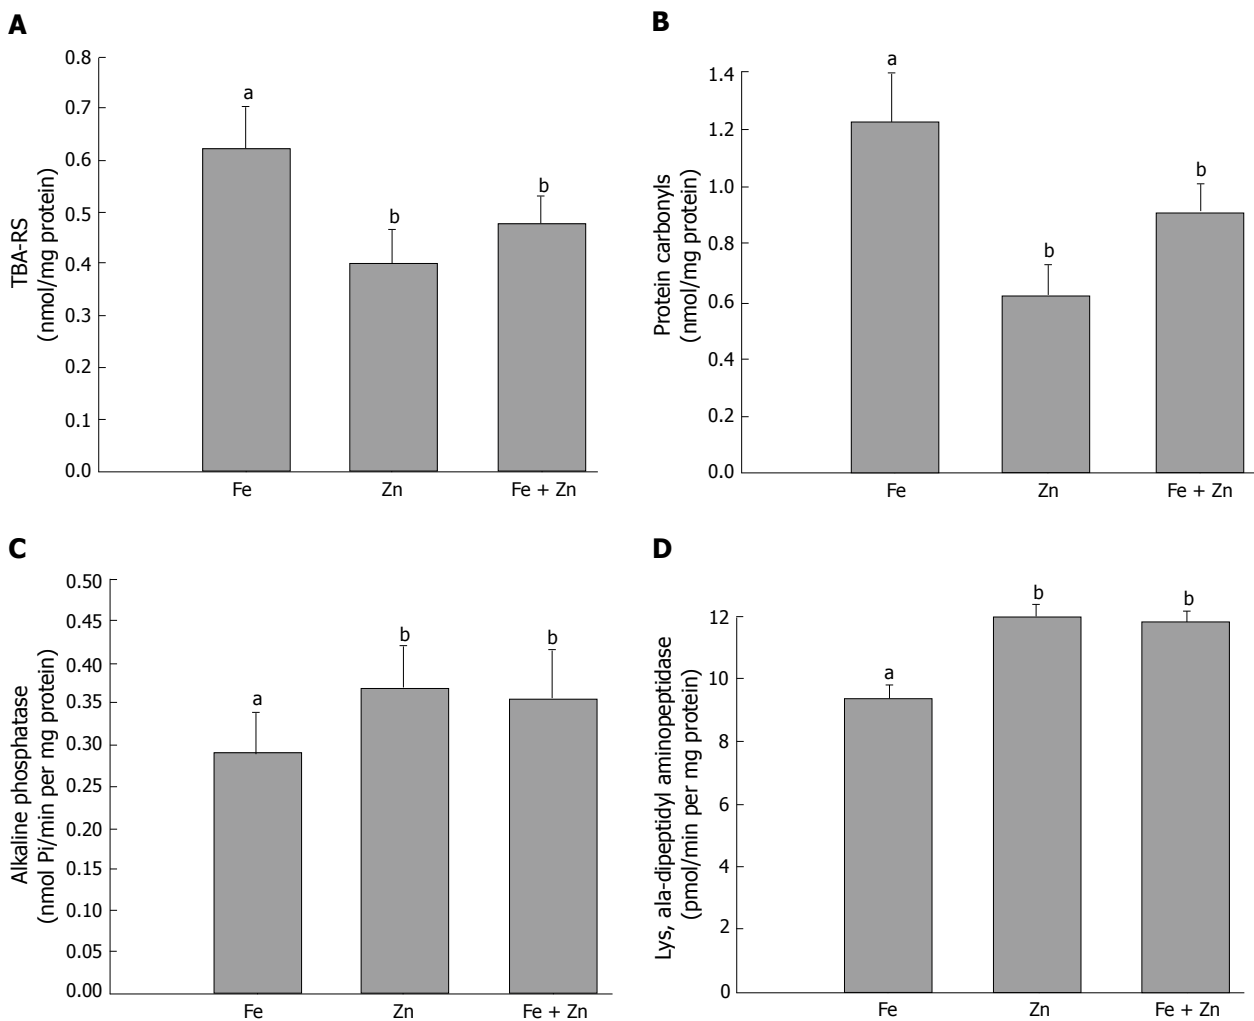 A
TBA-RS
(nmol/mg protein)
0.8
0.7
0.6
0.5
0.4
0.3
0.2
0.1
0.0
a
b
b
Fe
Zn
Fe + Zn
B
Protein carbonyls
(nmol/mg protein)
1.4
1.2
1.0
0.8
0.6
0.4
0.2
0.0
a
b
b
Fe
Zn
Fe + Zn
C
Alkaline phosphatase
(nmol Pi/min per mg protein)
0.50
0.45
0.40
0.35
0.30
0.25
0.20
0.15
0.10
0.05
0.00
a
b
b
Fe
Zn
Fe + Zn
D
Lys, ala-dipeptidyl aminopeptidase
(pmol/min per mg protein)
12
10
8
6
4
2
0
a
b
b
Fe
Zn
Fe + Zn